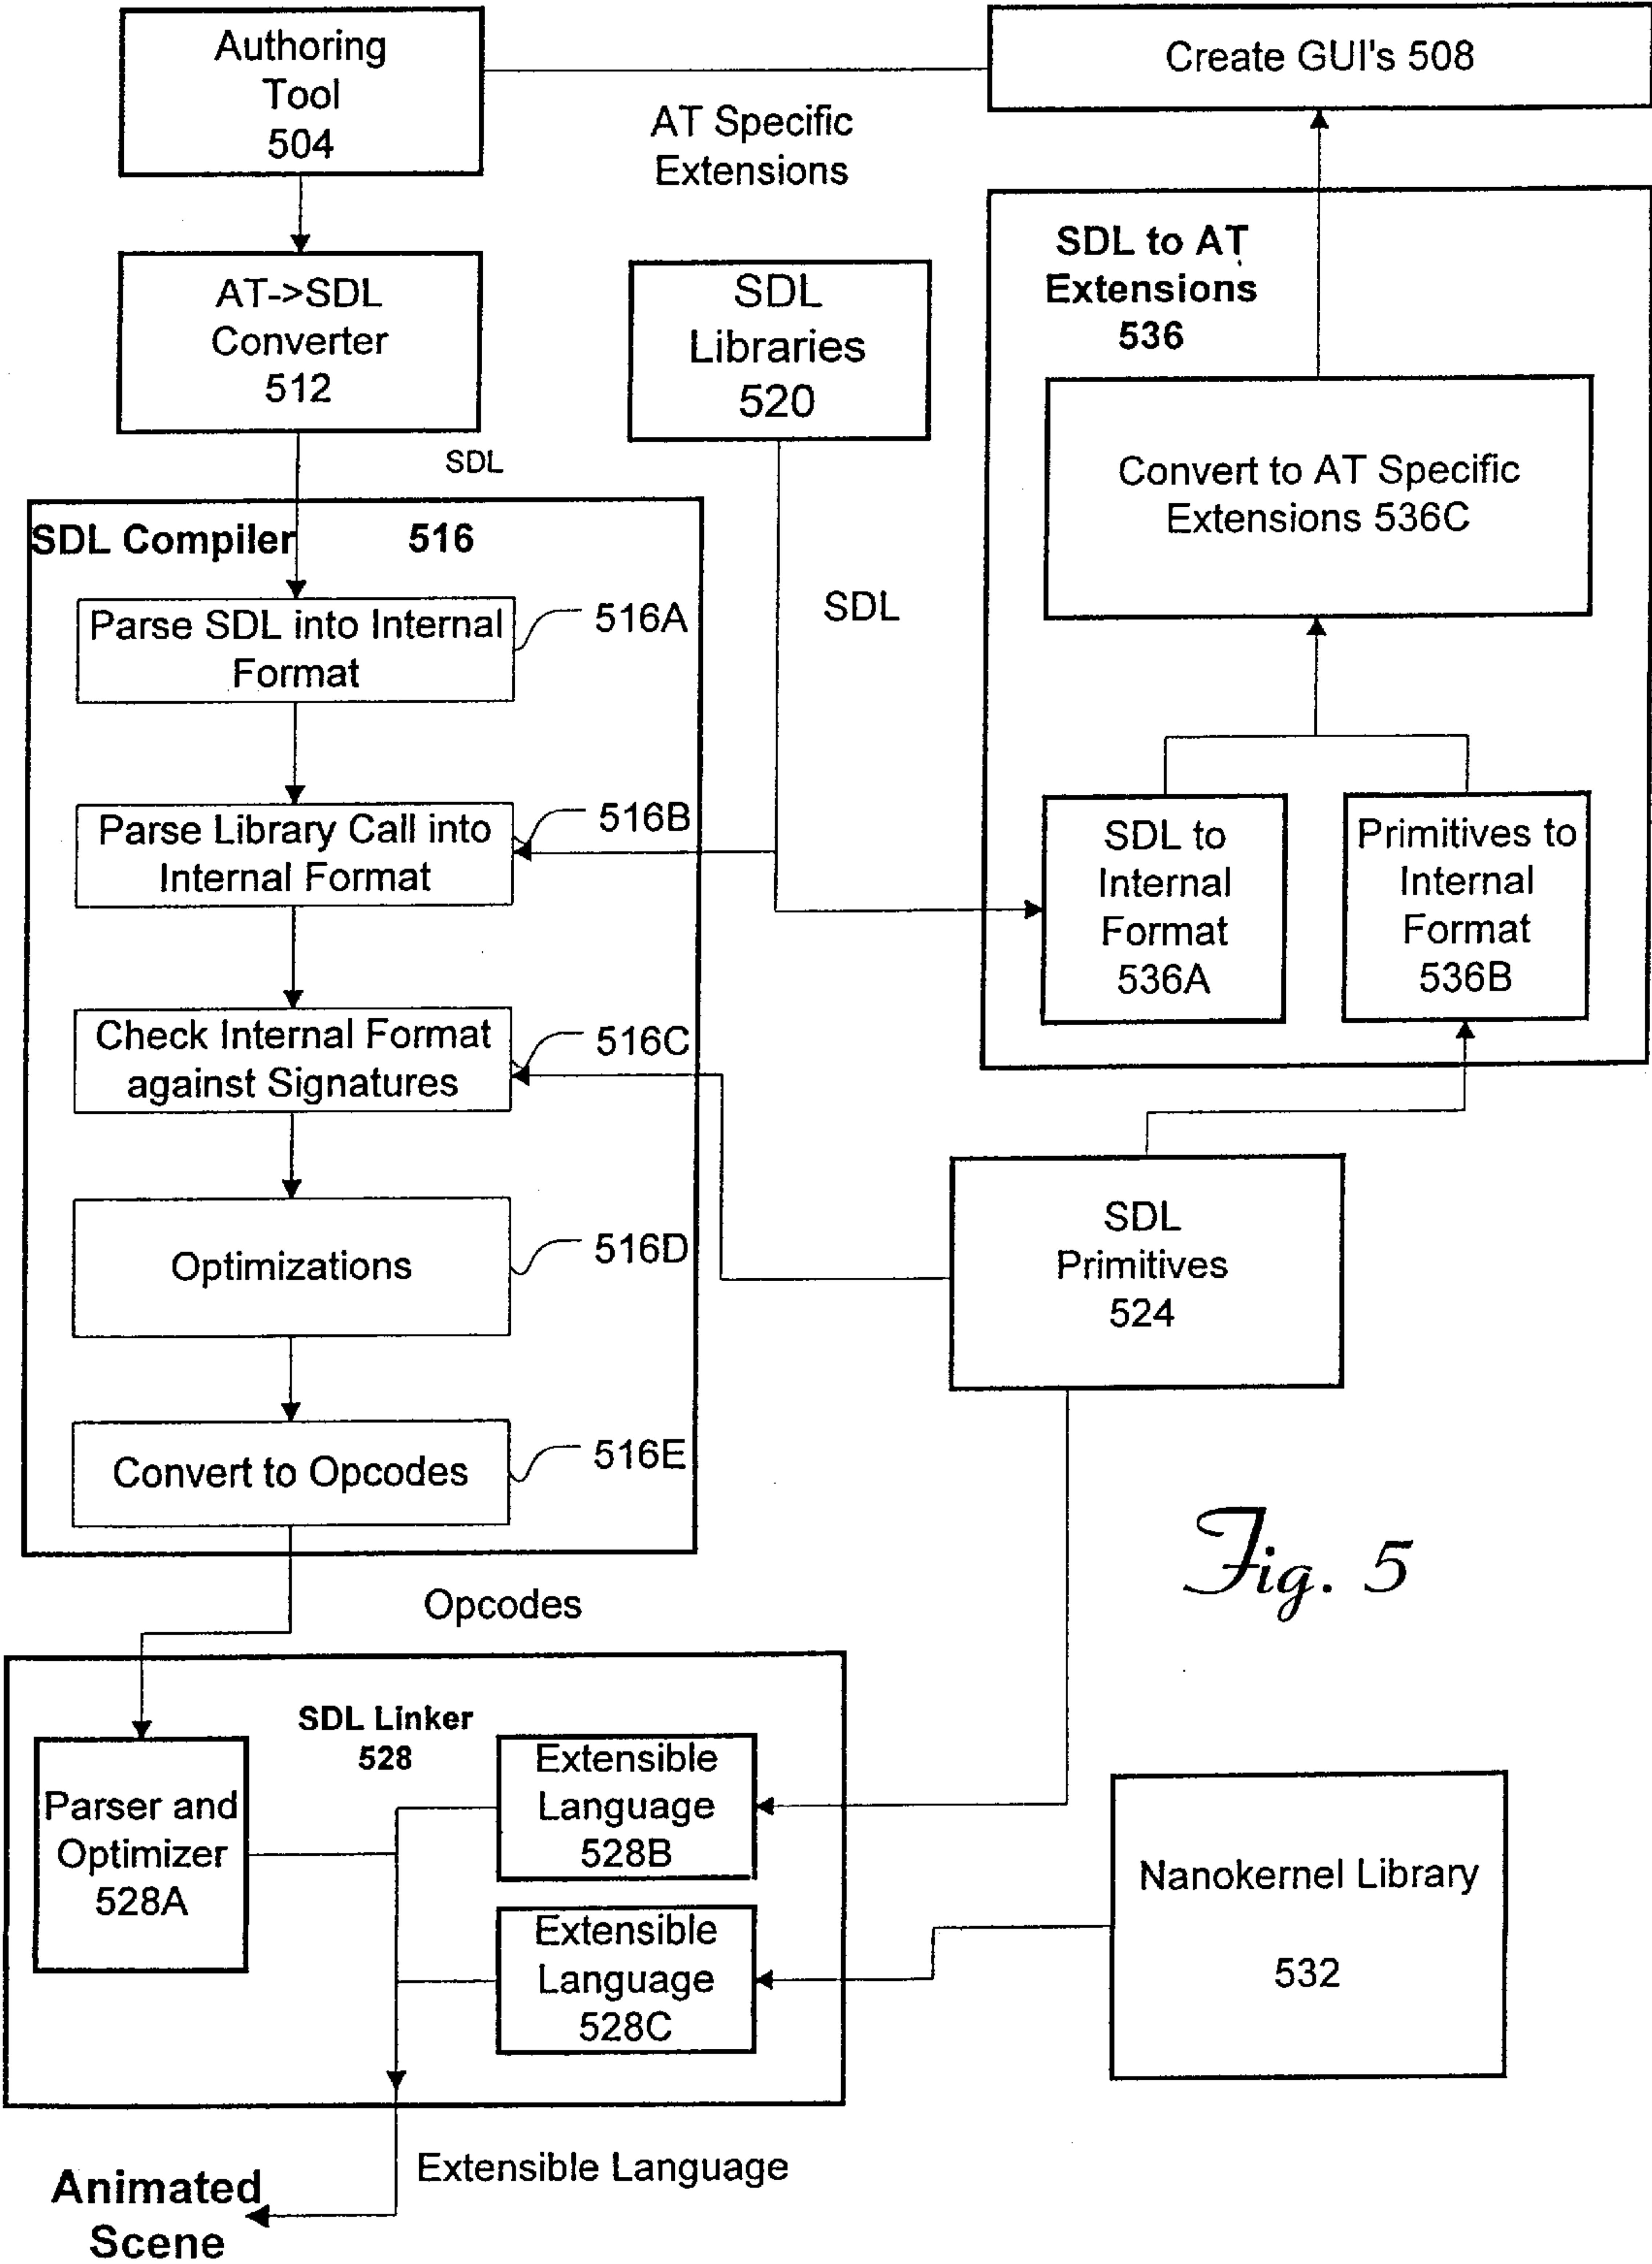 Authoring
Tool
504
Create GUI's 508
AT Specific
Extensions
AT->SDL
Converter
512
SDL
Libraries
520
SDL to AT
Extensions
536
Convert to AT Specific
Extensions 536C
SDL
SDL Compiler 516
Parse SDL into Internal
Format
516A
SDL
Parse Library Call into
Internal Format
516B
SDL to
Internal
Format
536A
Primitives to
Internal
Format
536B
Check Internal Format
against Signatures
516C
Optimizations
516D
SDL
Primitives
524
Convert to Opcodes
516E
Fig. 5
Opcodes
SDL Linker
528
Parser and
Optimizer
528A
Extensible
Language
528B
Extensible
Language
528C
Nanokernel Library
532
Extensible Language
Animated
Scene